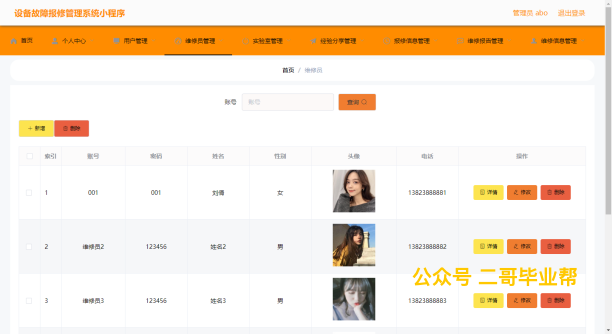 设备故障报修管理系统小程序
管理员 abo 退出登录
首页 个人中心 用户管理 维修员管理 实验室管理 经验分享管理 报修信息管理 维修报告管理 维修信息管理
首页 / 维修员
账号 账号 查询
+ 新增 删除
索引 账号 密码 姓名 性别 头像 电话 操作
1 001 001 刘倩 女 13823888881 详情 修改 删除
2 维修员2 123456 姓名2 男 13823888882 详情 修改 删除
公众号 二哥毕业帮
3 维修员3 123456 姓名3 男 13823888883 详情 修改 删除